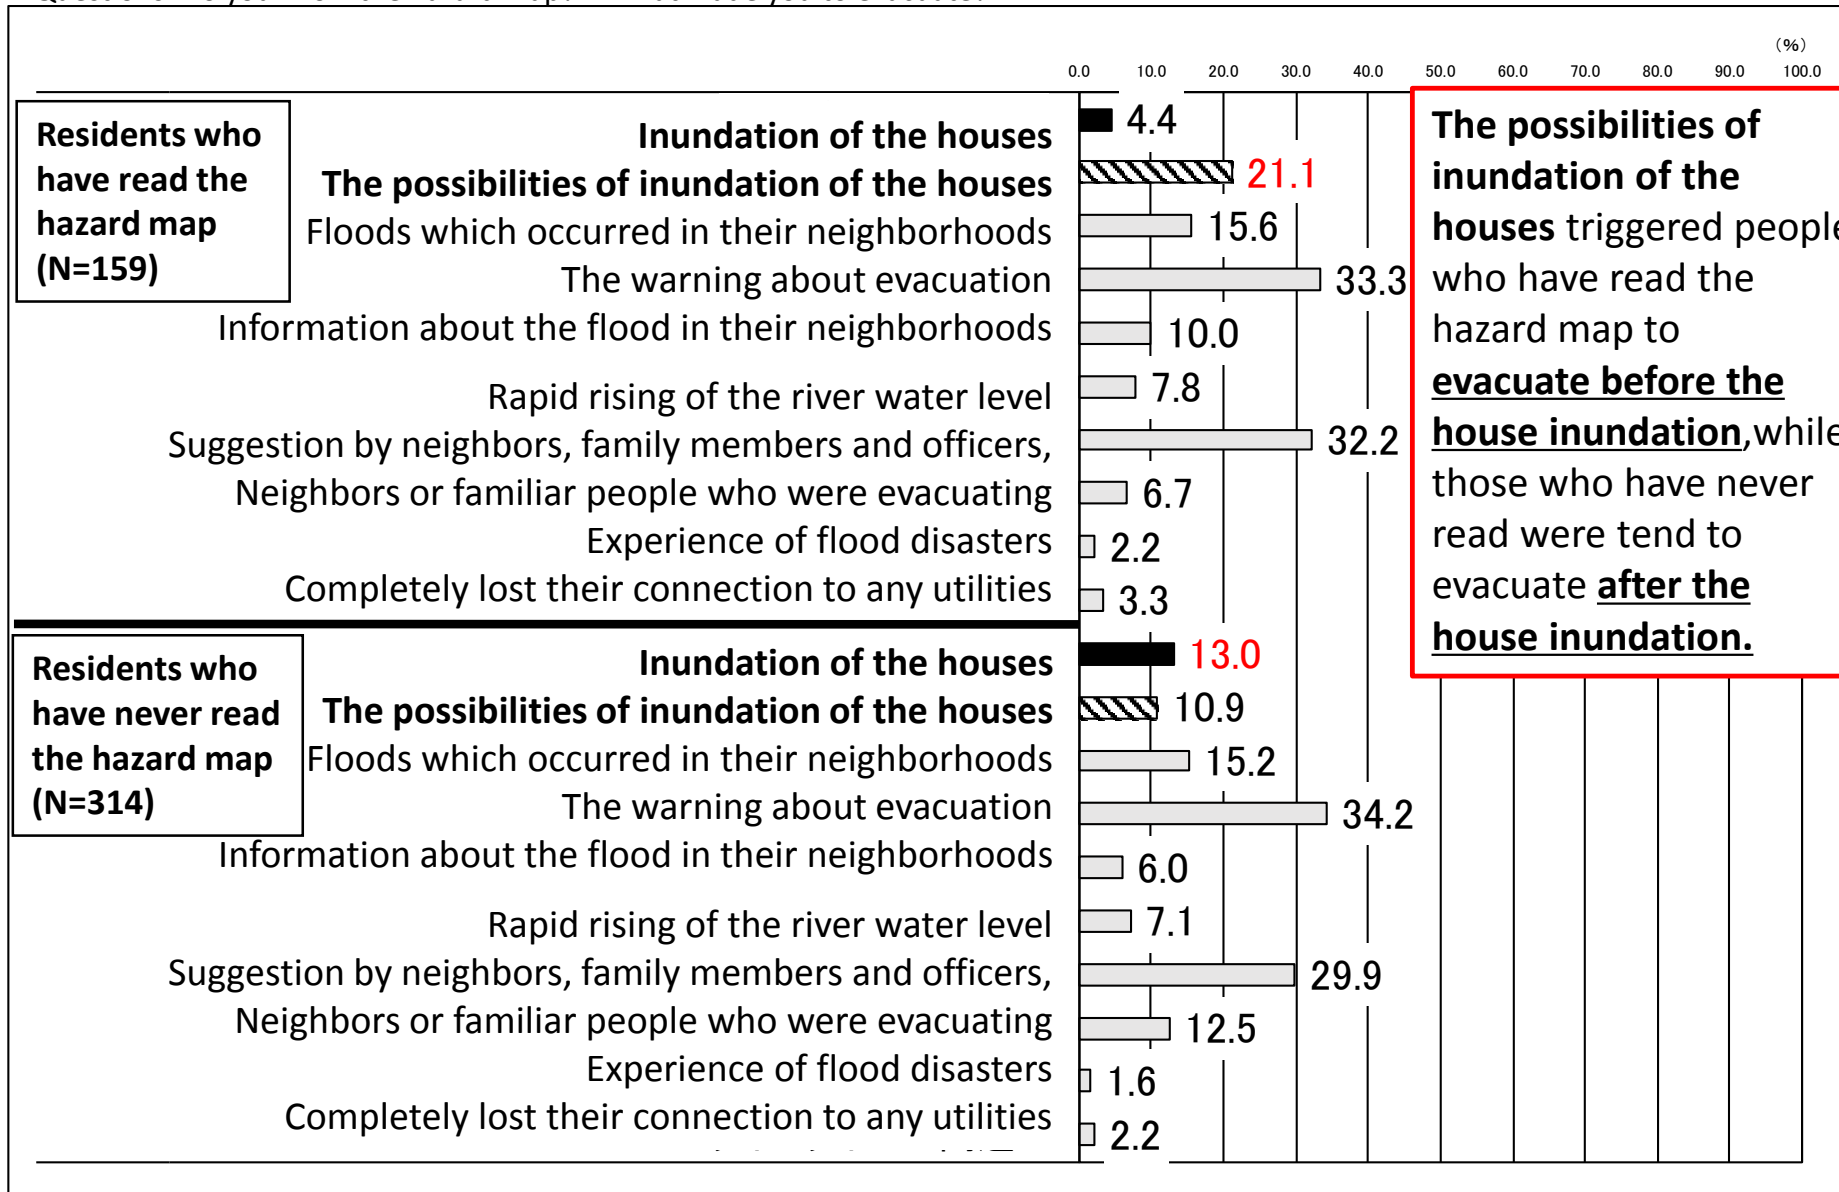 (%)
0.0 10.0 20.0 30.0 40.0 50.0 60.0 70.0 80.0 90.0 100.0
Residents who
have read the
hazard map
(N=159)
Inundation of the houses 4.4
The possibilities of inundation of the houses 21.1
Floods which occurred in their neighborhoods 15.6
The warning about evacuation 33.3
Information about the flood in their neighborhoods 10.0
Rapid rising of the river water level 7.8
Suggestion by neighbors, family members and officers, 32.2
Neighbors or familiar people who were evacuating 6.7
Experience of flood disasters 2.2
Completely lost their connection to any utilities 3.3
The possibilities of
inundation of the
houses triggered people
who have read the
hazard map to
evacuate before the
house inundation,while
those who have never
read were tend to
evacuate after the
house inundation.
Residents who
have never read
the hazard map
(N=314)
Inundation of the houses 13.0
The possibilities of inundation of the houses 10.9
Floods which occurred in their neighborhoods 15.2
The warning about evacuation 34.2
Information about the flood in their neighborhoods 6.0
Rapid rising of the river water level 7.1
Suggestion by neighbors, family members and officers, 29.9
Neighbors or familiar people who were evacuating 12.5
Experience of flood disasters 1.6
Completely lost their connection to any utilities 2.2